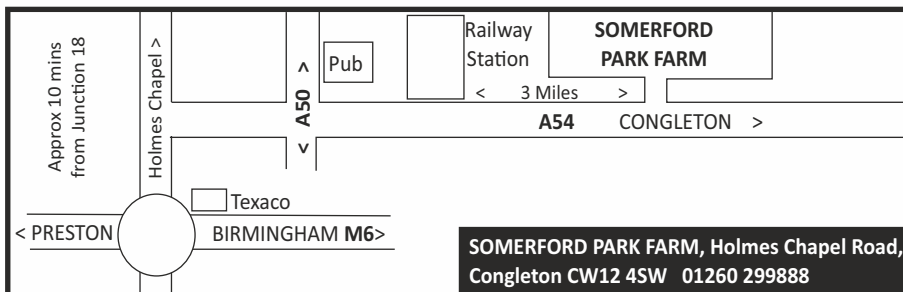 Approx 10 mins
from Junction 18
Holmes Chapel >
< A50 >
Pub
Railway
Station
SOMERFORD
PARK FARM
< 3 Miles >
A54 CONGLETON >
Texaco
< PRESTON
BIRMINGHAM M6>
SOMERFORD PARK FARM, Holmes Chapel Road,
Congleton CW12 4SW 01260 299888